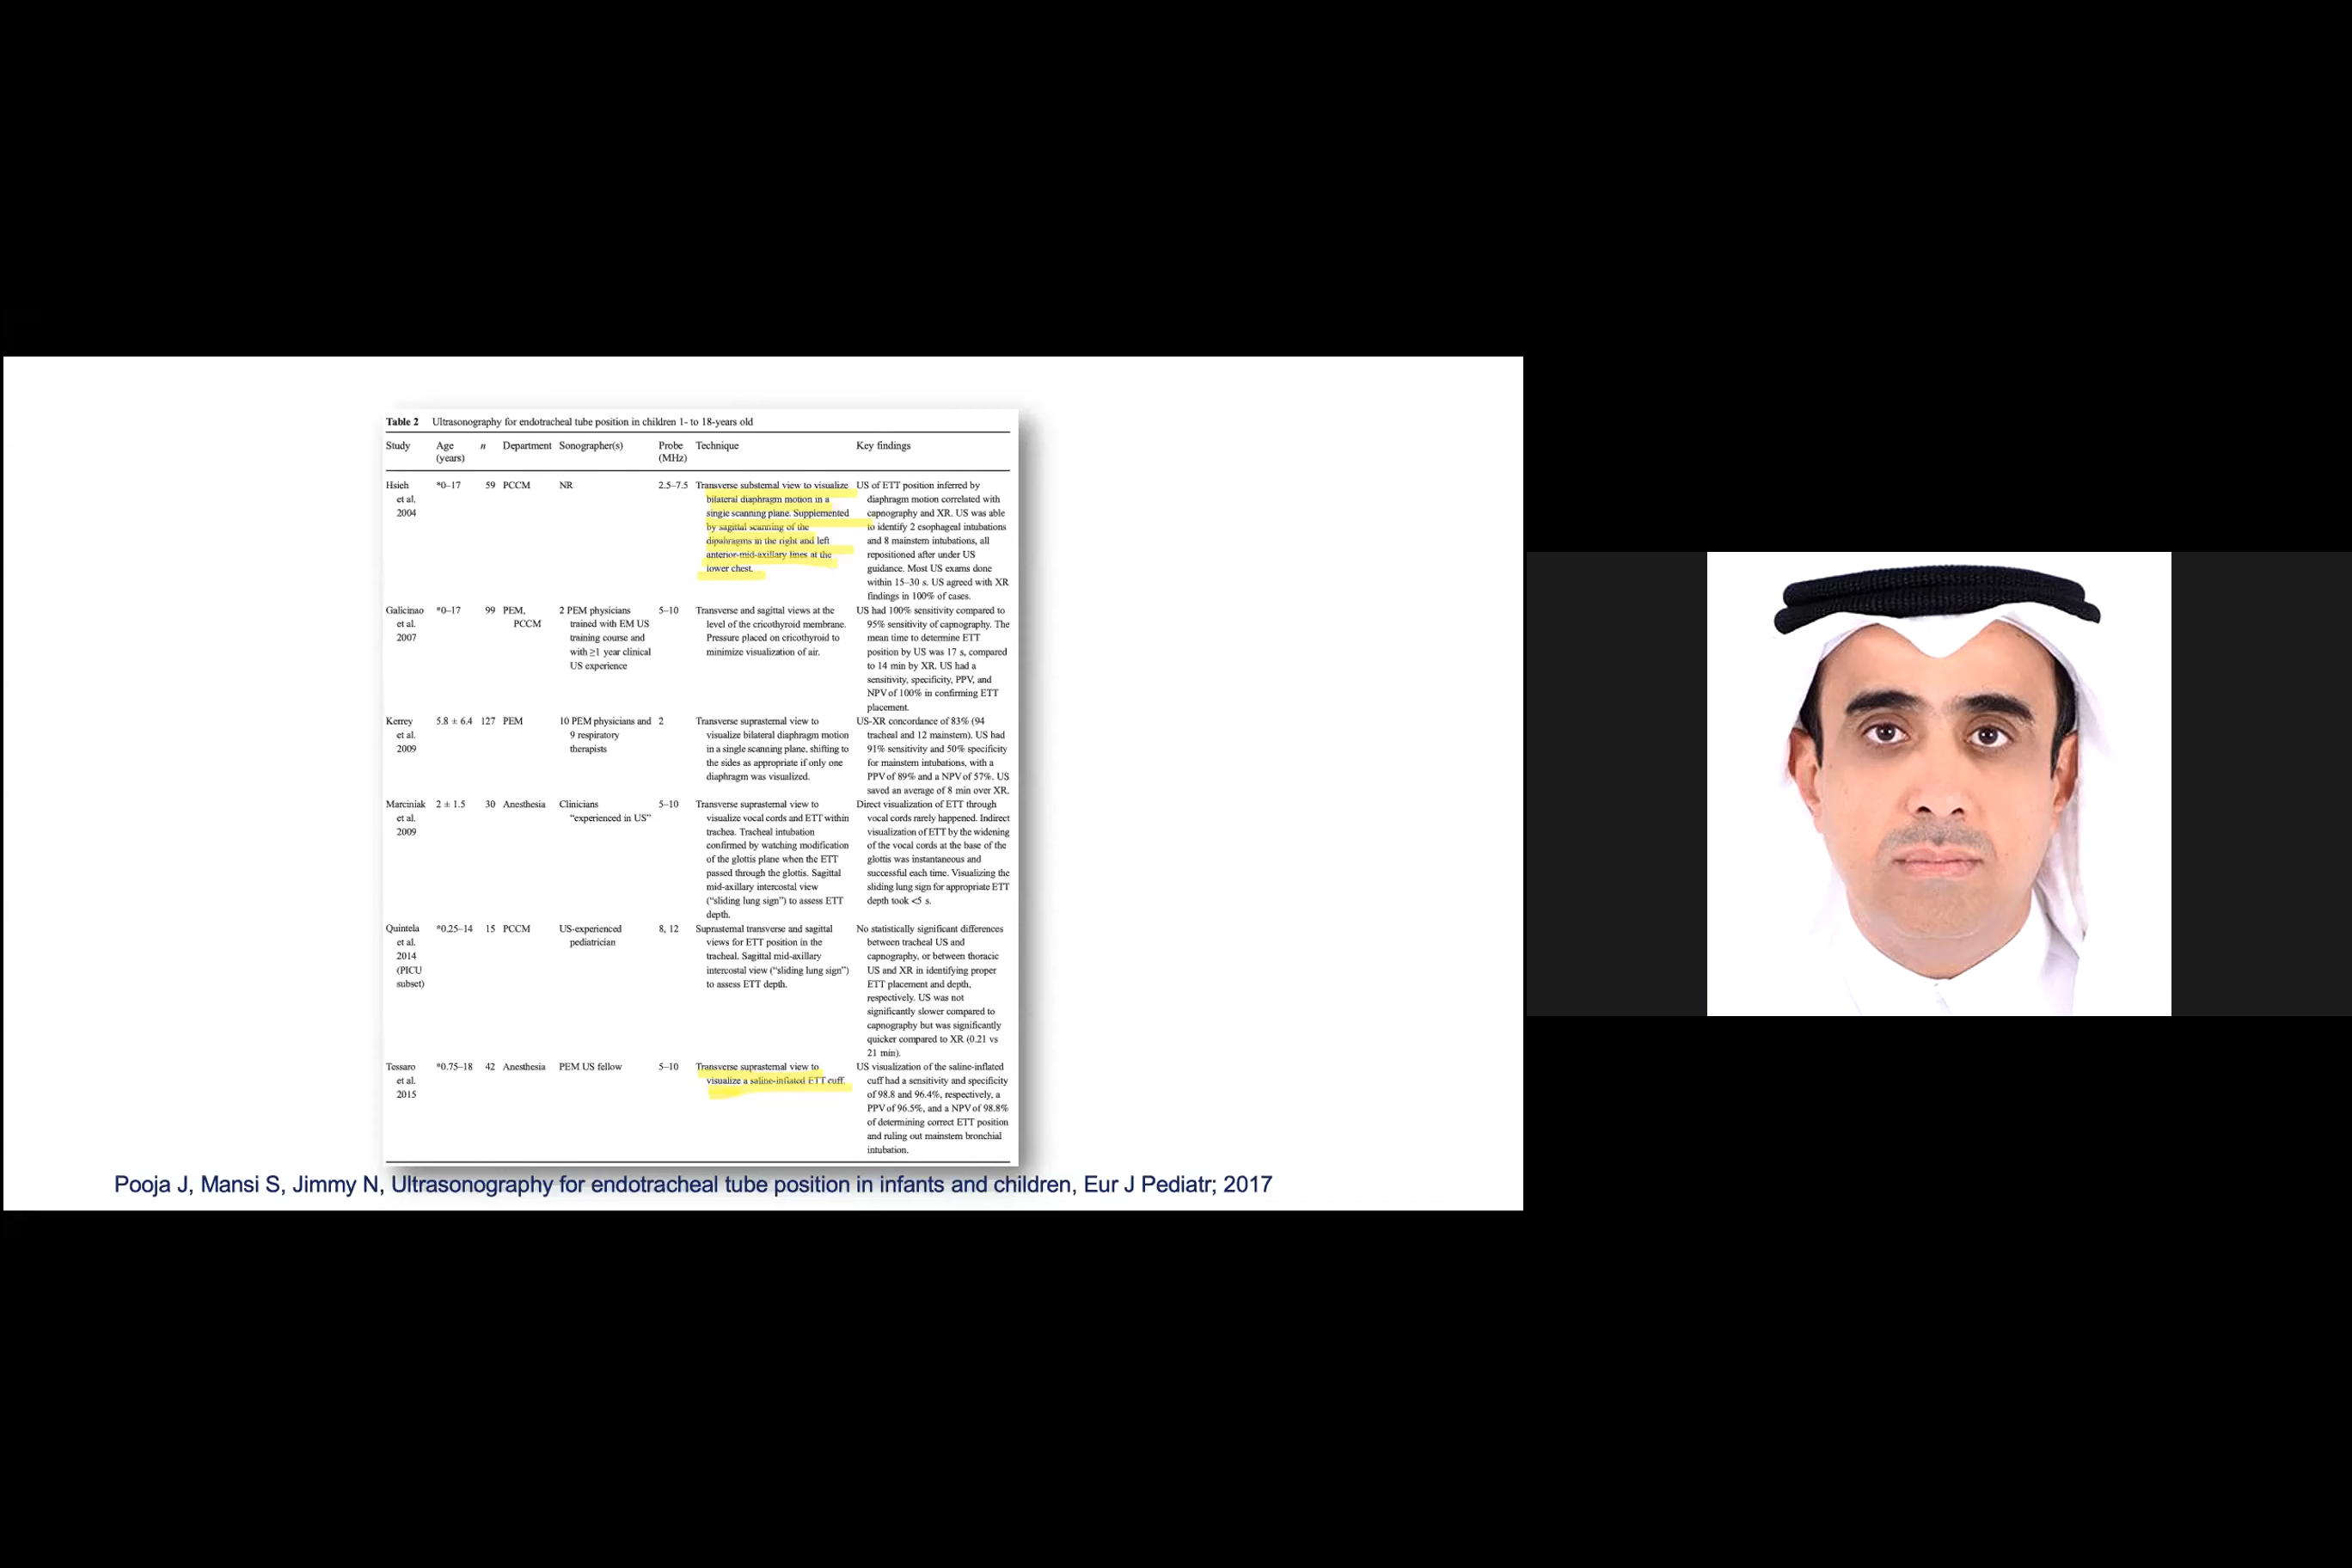 Table 2 Ultrasonography for endotracheal tube position in children 1- to 18-years old
Study Age (years) n Department Sonographer(s) Probe (MHz) Technique Key findings
Hsieh et al. 2004
*0–17
59
PCCM
NR
2.5–7.5
Transverse substernal view to visualize
bilateral diaphragm motion in a
single scanning plane. Supplemented
by sagittal scanning of the
dipahragms in the right and left
anterior-mid-axillary lines at the
lower chest.
US of ETT position inferred by
diaphragm motion correlated with
capnography and XR. US was able
to identify 2 esophageal intubations
and 8 mainstem intubations, all
repositioned after under US
guidance. Most US exams done
within 15–30 s. US agreed with XR
findings in 100% of cases.
Galicinao et al. 2007
*0–17
99
PEM,
PCCM
2 PEM physicians
trained with EM US
training course and
with ≥1 year clinical
US experience
5–10
Transverse and sagittal views at the
level of the cricothyroid membrane.
Pressure placed on cricothyroid to
minimize visualization of air.
US had 100% sensitivity compared to
95% sensitivity of capnography. The
mean time to determine ETT
position by US was 17 s, compared
to 14 min by XR. US had a
sensitivity, specificity, PPV, and
NPV of 100% in confirming ETT
placement.
Kerrey et al. 2009
5.8 ± 6.4
127
PEM
10 PEM physicians and
9 respiratory
therapists
2
Transverse suprasternal view to
visualize bilateral diaphragm motion
in a single scanning plane, shifting to
the sides as appropriate if only one
diaphragm was visualized.
US-XR concordance of 83% (94
tracheal and 12 mainstem). US had
91% sensitivity and 50% specificity
for mainstem intubations, with a
PPV of 89% and a NPV of 57%. US
saved an average of 8 min over XR.
Marciniak et al. 2009
2 ± 1.5
30
Anesthesia
Clinicians
“experienced in US”
5–10
Transverse suprasternal view to
visualize vocal cords and ETT within
trachea. Tracheal intubation
confirmed by watching modification
of the glottis plane when the ETT
passed through the glottis. Sagittal
mid-axillary intercostal view
(“sliding lung sign”) to assess ETT
depth.
Direct visualization of ETT through
vocal cords rarely happened. Indirect
visualization of ETT by the widening
of the vocal cords at the base of the
glottis was instantaneous and
successful each time. Visualizing the
sliding lung sign for appropriate ETT
depth took <5 s.
Quintela et al. 2014 (PICU subset)
*0.25–14
15
PCCM
US-experienced
pediatrician
8, 12
Suprasternal transverse and sagittal
views for ETT position in the
tracheal. Sagittal mid-axillary
intercostal view (“sliding lung sign”)
to assess ETT depth.
No statistically significant differences
between tracheal US and
capnography, or between thoracic
US and XR in identifying proper
ETT placement and depth,
respectively. US was not
significantly slower compared to
capnography but was significantly
quicker compared to XR (0.21 vs
21 min).
Tessaro et al. 2015
*0.75–18
42
Anesthesia
PEM US fellow
5–10
Transverse suprasternal view to
visualize a saline-inflated ETT cuff.
US visualization of the saline-inflated
cuff had a sensitivity and specificity
of 98.8 and 96.4%, respectively, a
PPV of 96.5%, and a NPV of 98.8%
of determining correct ETT position
and ruling out mainstem bronchial
intubation.
Pooja J, Mansi S, Jimmy N, Ultrasonography for endotracheal tube position in infants and children, Eur J Pediatr; 2017